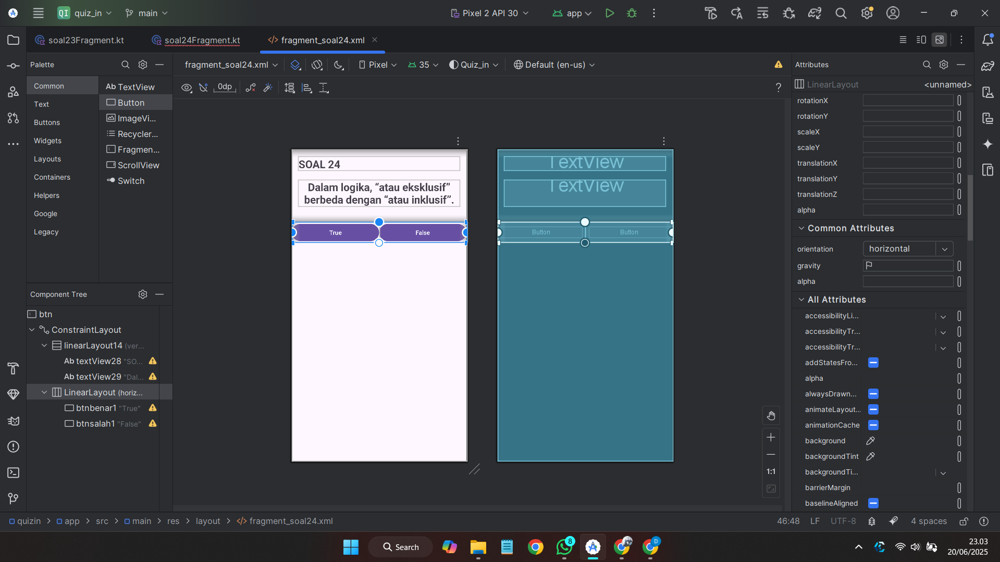 QI quiz_in main Pixel 2 API 30 app
soal23Fragment.kt soal24Fragment.kt </> fragment_soal24.xml
Palette
Common
Text
Buttons
Widgets
Layouts
Containers
Helpers
Google
Legacy
Ab TextView
Button
ImageVi...
Recycler...
Fragmen...
ScrollView
Switch
Component Tree
btn
ConstraintLayout
linearLayout14 (ver...
Ab textView28 "SO...
Ab textView29 "Dal...
LinearLayout (horiz...
btnbenar1 "True"
btnsalah1 "False"
fragment_soal24.xml Pixel 35 Quiz_in Default (en-us)
0dp ?
SOAL 24
Dalam logika, “atau eksklusif”
berbeda dengan “atau inklusif”.
True False
TextView
TextView
Button Button
1:1
Attributes
LinearLayout <unnamed>
rotationX
rotationY
scaleX
scaleY
translationX
translationY
translationZ
alpha
Common Attributes
orientation horizontal
gravity
alpha
All Attributes
accessibilityLi...
accessibilityTr...
accessibilityTr...
addStatesFro...
alpha
alwaysDrawn...
animateLayout...
animationCache
background
backgroundTint
backgroundTi...
barrierMargin
baselineAligned
quizin > app > src > main > res > layout > </> fragment_soal24.xml 46:48 LF UTF-8 4 spaces
Search 8 D 23.03
20/06/2025